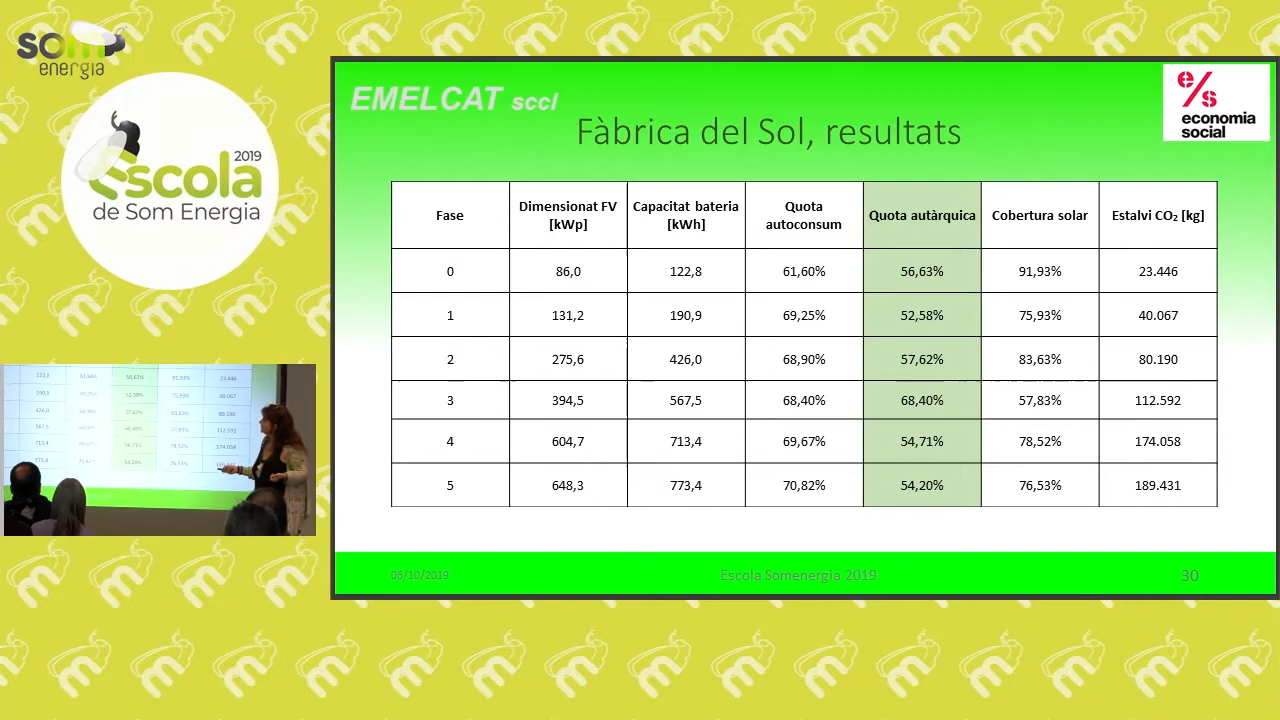 som
energia
2019
Escola
de Som Energia
EMELCAT sccl
Fàbrica del Sol, resultats
e/s
economia
social
Fase
Dimensionat FV
[kWp]
Capacitat bateria
[kWh]
Quota
autoconsum
Quota autàrquica
Cobertura solar
Estalvi CO₂ [kg]
0 86,0 122,8 61,60% 56,63% 91,93% 23.446
1 131,2 190,9 69,25% 52,58% 75,93% 40.067
2 275,6 426,0 68,90% 57,62% 83,63% 80.190
3 394,5 567,5 68,40% 68,40% 57,83% 112.592
4 604,7 713,4 69,67% 54,71% 78,52% 174.058
5 648,3 773,4 70,82% 54,20% 76,53% 189.431
06/10/2019
Escola Somenergia 2019
30